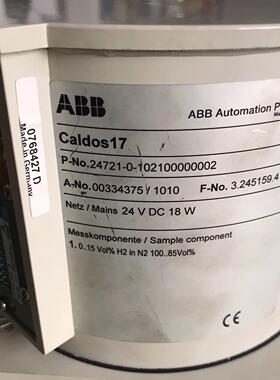 ABB
ABB Automation P
Caldos17
P-No.24721-0-102100000002
A-No.00334375/1010 F-No. 3.245159.4
Netz / Mains 24 V DC 18 W
Messkomponente / Sample component
1. 0..15 Vol% H2 in N2 100..85Vol%
CE
0768427 D
Made in Germany